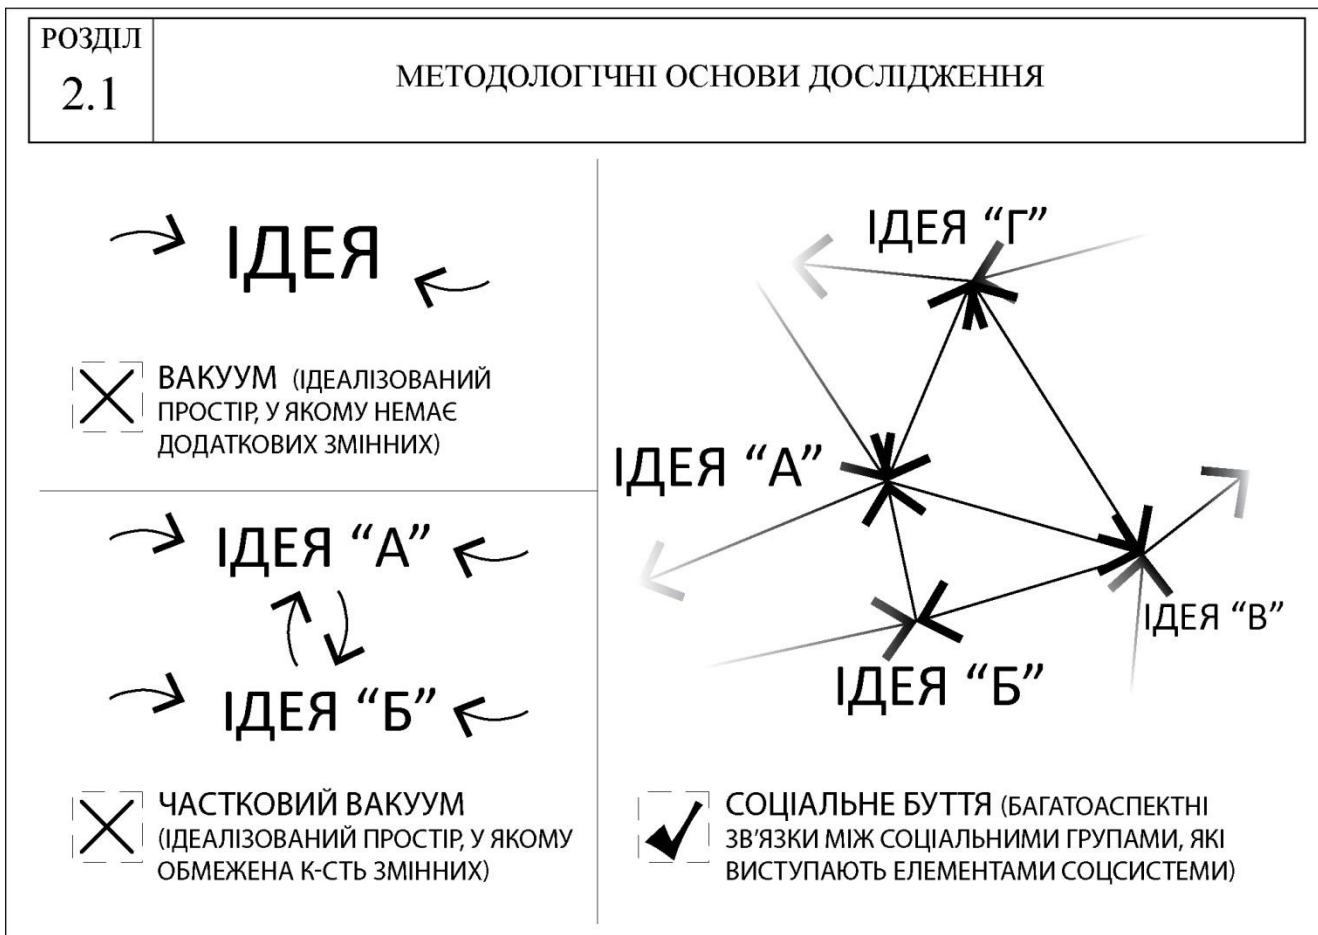 РОЗДІЛ
2.1
МЕТОДОЛОГІЧНІ ОСНОВИ ДОСЛІДЖЕННЯ
ІДЕЯ
ВАКУУМ (ІДЕАЛІЗОВАНИЙ
ПРОСТІР, У ЯКОМУ НЕМАЄ
ДОДАТКОВИХ ЗМІННИХ)
ІДЕЯ “А”
ІДЕЯ “Б”
ЧАСТКОВИЙ ВАКУУМ
(ІДЕАЛІЗОВАНИЙ ПРОСТІР, У ЯКОМУ
ОБМЕЖЕНА К-СТЬ ЗМІННИХ)
ІДЕЯ “Г”
ІДЕЯ “А”
ІДЕЯ “В”
ІДЕЯ “Б”
СОЦІАЛЬНЕ БУТТЯ (БАГАТОАСПЕКТНІ
ЗВ’ЯЗКИ МІЖ СОЦІАЛЬНИМИ ГРУПАМИ, ЯКІ
ВИСТУПАЮТЬ ЕЛЕМЕНТАМИ СОЦСИСТЕМИ)